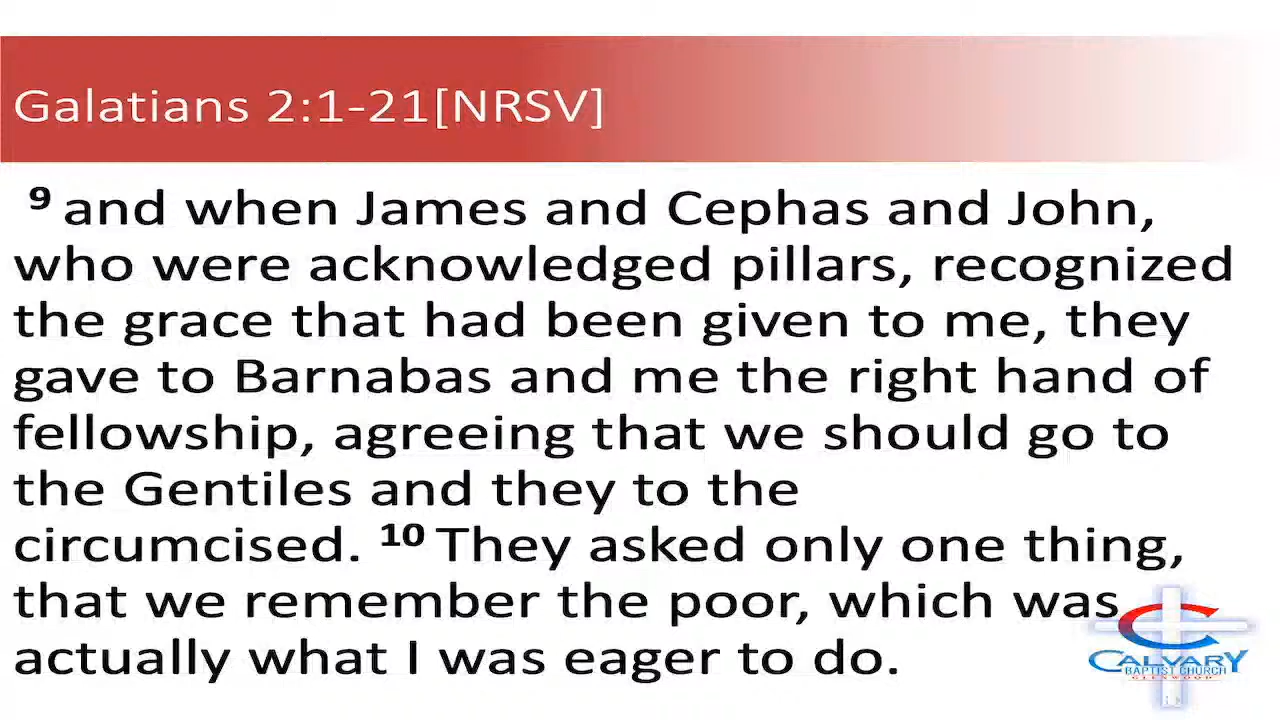 Galatians 2:1-21[NRSV]
9 and when James and Cephas and John,
who were acknowledged pillars, recognized
the grace that had been given to me, they
gave to Barnabas and me the right hand of
fellowship, agreeing that we should go to
the Gentiles and they to the
circumcised. 10 They asked only one thing,
that we remember the poor, which was
actually what I was eager to do.
C
CALVARY
BAPTIST CHURCH
GLENWOOD